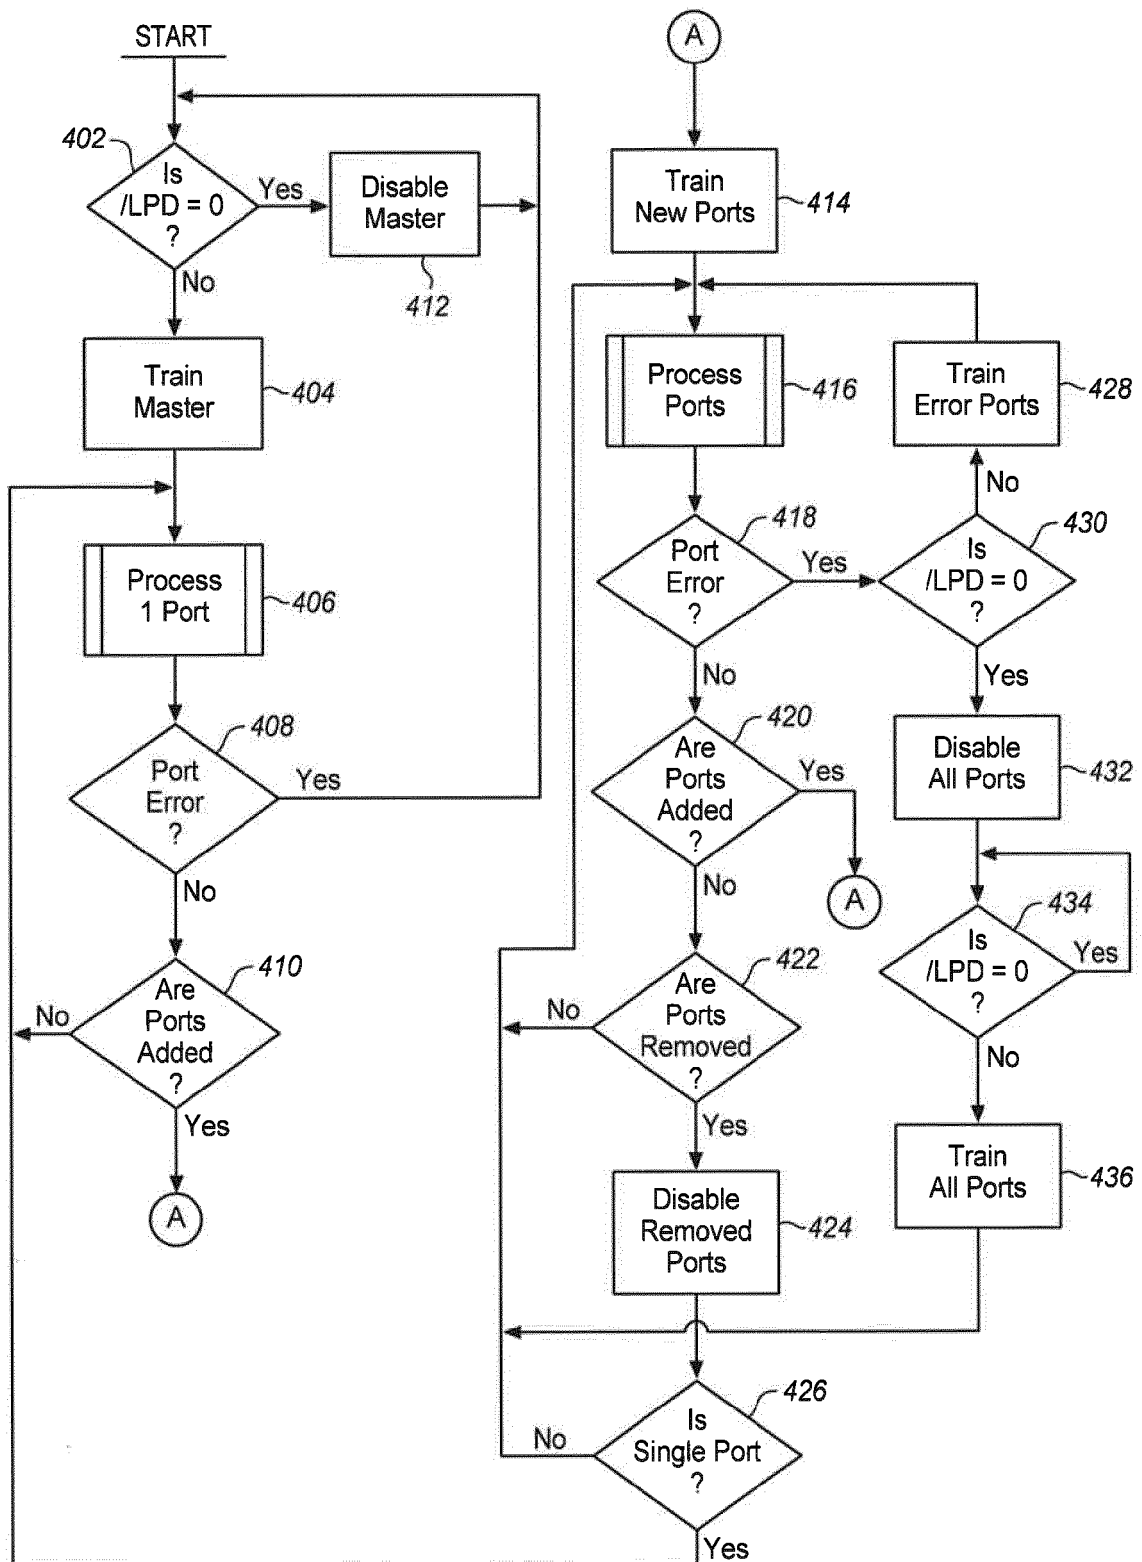 START
402
Is
/LPD = 0
?
Yes
Disable
Master
412
No
Train
Master
404
Process
1 Port
406
408
Port
Error
?
Yes
No
410
Are
Ports
Added
?
No
Yes
A
A
Train
New Ports
414
Process
Ports
416
Train
Error Ports
428
No
418
Port
Error
?
Yes
430
Is
/LPD = 0
?
No
Yes
420
Are
Ports
Added
?
Yes
A
Disable
All Ports
432
No
422
Are
Ports
Removed
?
No
434
Is
/LPD = 0
?
Yes
No
Yes
Disable
Removed
Ports
424
Train
All Ports
436
426
Is
Single Port
?
No
Yes